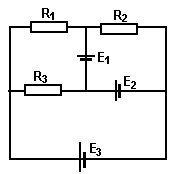 R₁ R₂
E₁
R₃ E₂
E₃